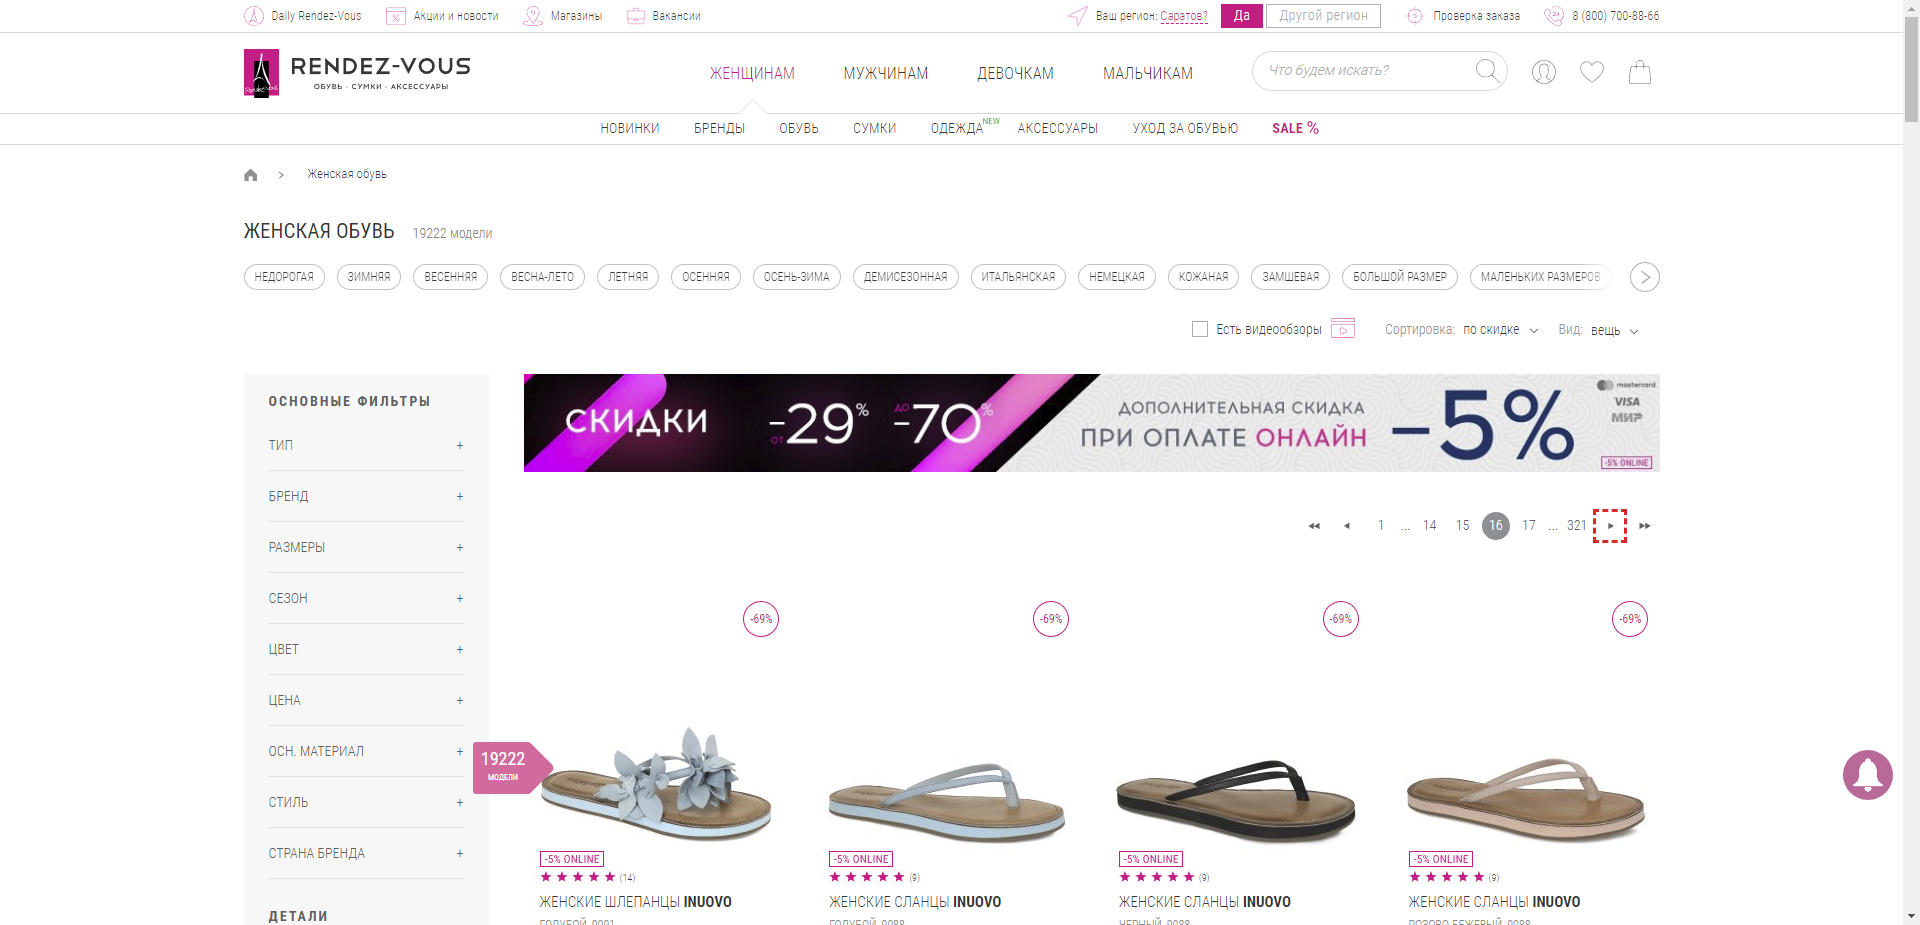 Daily Rendez-Vous Акции и новости Магазины Вакансии Ваш регион: Саратов? Да Другой регион Проверка заказа 8 (800) 700-88-66
RENDEZ-VOUS
ОБУВЬ · СУМКИ · АКСЕССУАРЫ
ЖЕНЩИНАМ МУЖЧИНАМ ДЕВОЧКАМ МАЛЬЧИКАМ Что будем искать?
НОВИНКИ БРЕНДЫ ОБУВЬ СУМКИ ОДЕЖДА NEW АКСЕССУАРЫ УХОД ЗА ОБУВЬЮ SALE %
> Женская обувь
ЖЕНСКАЯ ОБУВЬ 19222 модели
НЕДОРОГАЯ ЗИМНЯЯ ВЕСЕННЯЯ ВЕСНА-ЛЕТО ЛЕТНЯЯ ОСЕННЯЯ ОСЕНЬ-ЗИМА ДЕМИСЕЗОННАЯ ИТАЛЬЯНСКАЯ НЕМЕЦКАЯ КОЖАНАЯ ЗАМШЕВАЯ БОЛЬШОЙ РАЗМЕР МАЛЕНЬКИХ РАЗМЕРОВ
Есть видеообзоры Сортировка: по скидке Вид: вещь
ОСНОВНЫЕ ФИЛЬТРЫ
ТИП +
БРЕНД +
РАЗМЕРЫ +
СЕЗОН +
ЦВЕТ +
ЦЕНА +
ОСН. МАТЕРИАЛ +
СТИЛЬ +
СТРАНА БРЕНДА +
ДЕТАЛИ
19222
МОДЕЛИ
СКИДКИ ОТ -29% ДО -70%
ДОПОЛНИТЕЛЬНАЯ СКИДКА
ПРИ ОПЛАТЕ ОНЛАЙН -5%
mastercard
VISA
МИР
-5% ONLINE
1 ... 14 15 16 17 ... 321
-69% -69% -69% -69%
-5% ONLINE -5% ONLINE -5% ONLINE -5% ONLINE
(14) (9) (9) (9)
ЖЕНСКИЕ ШЛЕПАНЦЫ INUOVO ЖЕНСКИЕ СЛАНЦЫ INUOVO ЖЕНСКИЕ СЛАНЦЫ INUOVO ЖЕНСКИЕ СЛАНЦЫ INUOVO
ГОЛУБОЙ, 9091 ГОЛУБОЙ, 9088 ЧЕРНЫЙ, 9088 РОЗОВО-БЕЖЕВЫЙ, 9088